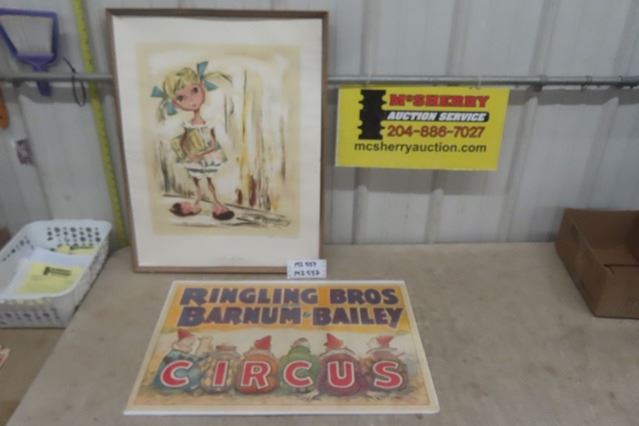 McSHERRY
AUCTION SERVICE
204-886-7027
mcsherryauction.com
RINGLING BROS
BARNUM & BAILEY
CIRCUS